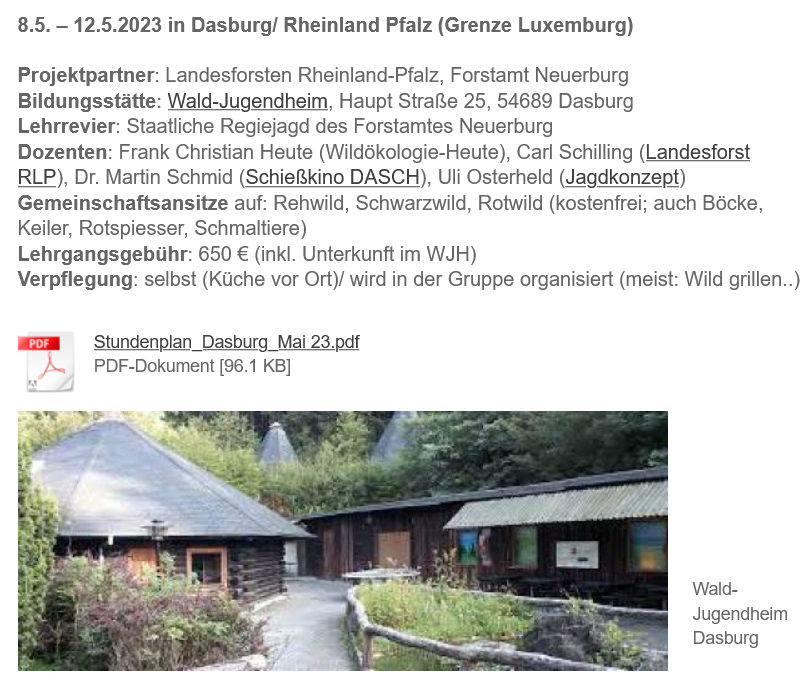 8.5. – 12.5.2023 in Dasburg/ Rheinland Pfalz (Grenze Luxemburg)
Projektpartner: Landesforsten Rheinland-Pfalz, Forstamt Neuerburg
Bildungsstätte: Wald-Jugendheim, Haupt Straße 25, 54689 Dasburg
Lehrrevier: Staatliche Regiejagd des Forstamtes Neuerburg
Dozenten: Frank Christian Heute (Wildökologie-Heute), Carl Schilling (Landesforst
RLP), Dr. Martin Schmid (Schießkino DASCH), Uli Osterheld (Jagdkonzept)
Gemeinschaftsansitze auf: Rehwild, Schwarzwild, Rotwild (kostenfrei; auch Böcke,
Keiler, Rotspiesser, Schmaltiere)
Lehrgangsgebühr: 650 € (inkl. Unterkunft im WJH)
Verpflegung: selbst (Küche vor Ort)/ wird in der Gruppe organisiert (meist: Wild grillen..)
PDF
Stundenplan_Dasburg_Mai 23.pdf
PDF-Dokument [96.1 KB]
Wald-
Jugendheim
Dasburg